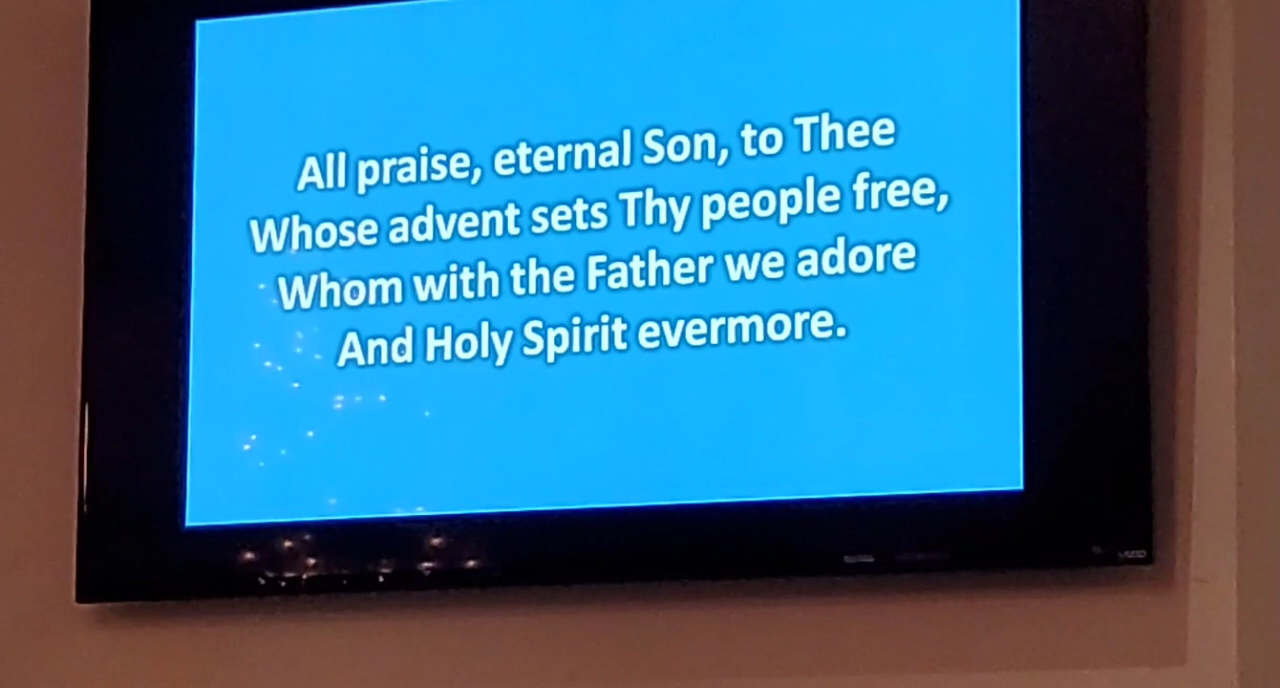 All praise, eternal Son, to Thee
Whose advent sets Thy people free,
Whom with the Father we adore
And Holy Spirit evermore.